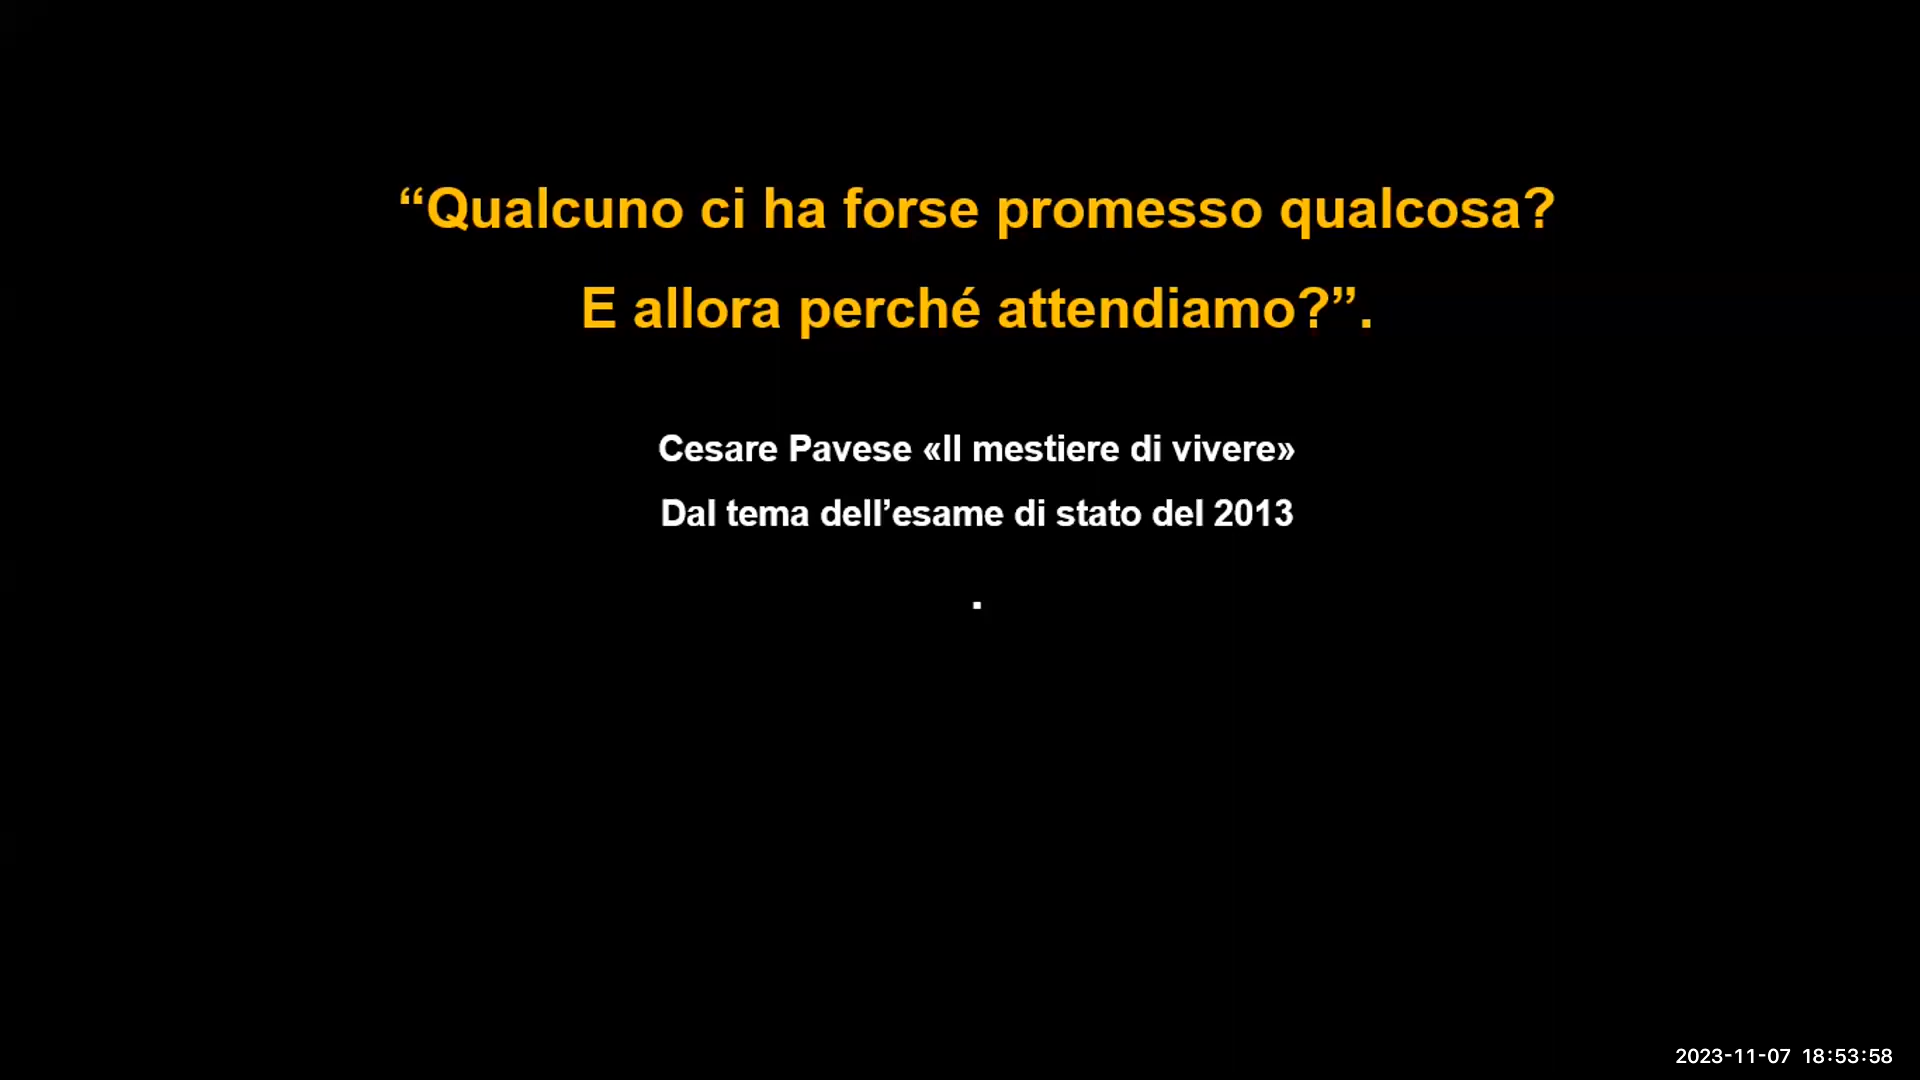 “Qualcuno ci ha forse promesso qualcosa?
E allora perché attendiamo?”.
Cesare Pavese «Il mestiere di vivere»
Dal tema dell’esame di stato del 2013
.
2023-11-07 18:53:58